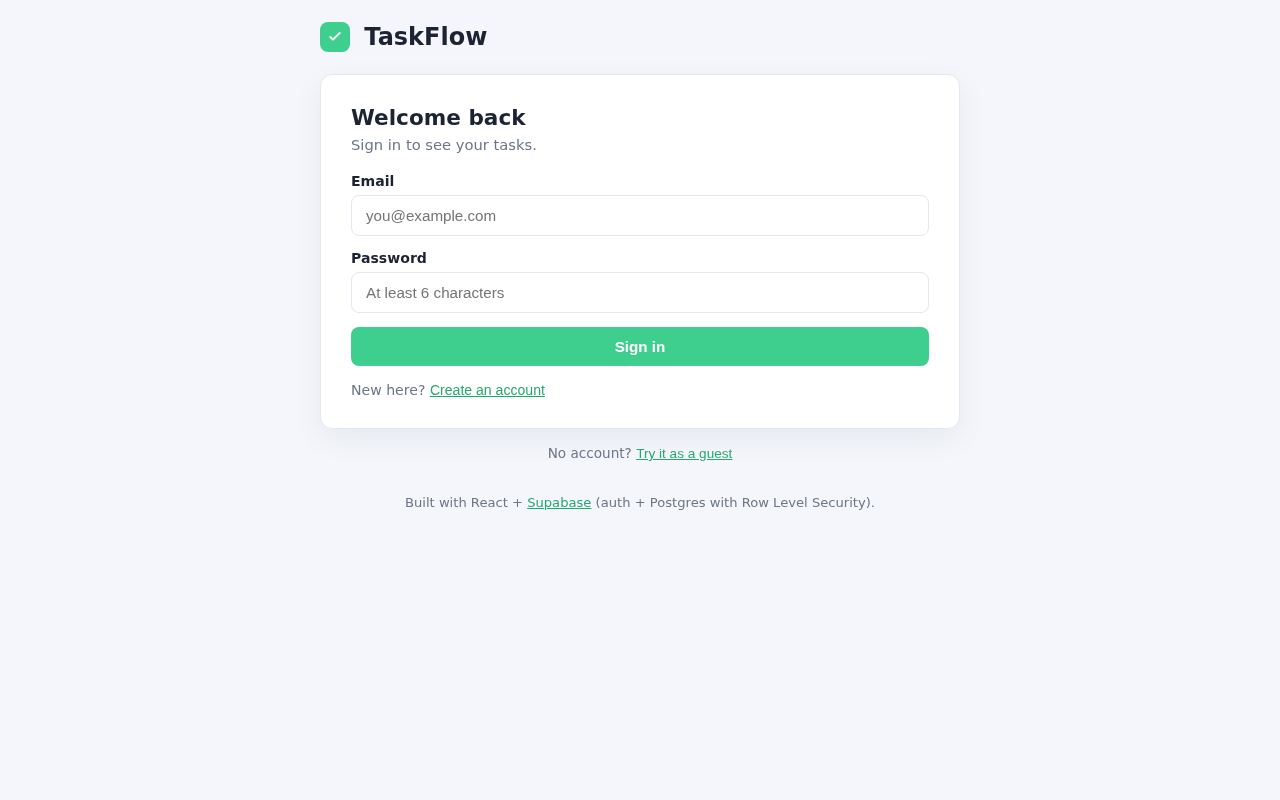 TaskFlow
Welcome back
Sign in to see your tasks.
Email
you@example.com
Password
At least 6 characters
Sign in
New here? Create an account
No account? Try it as a guest
Built with React + Supabase (auth + Postgres with Row Level Security).